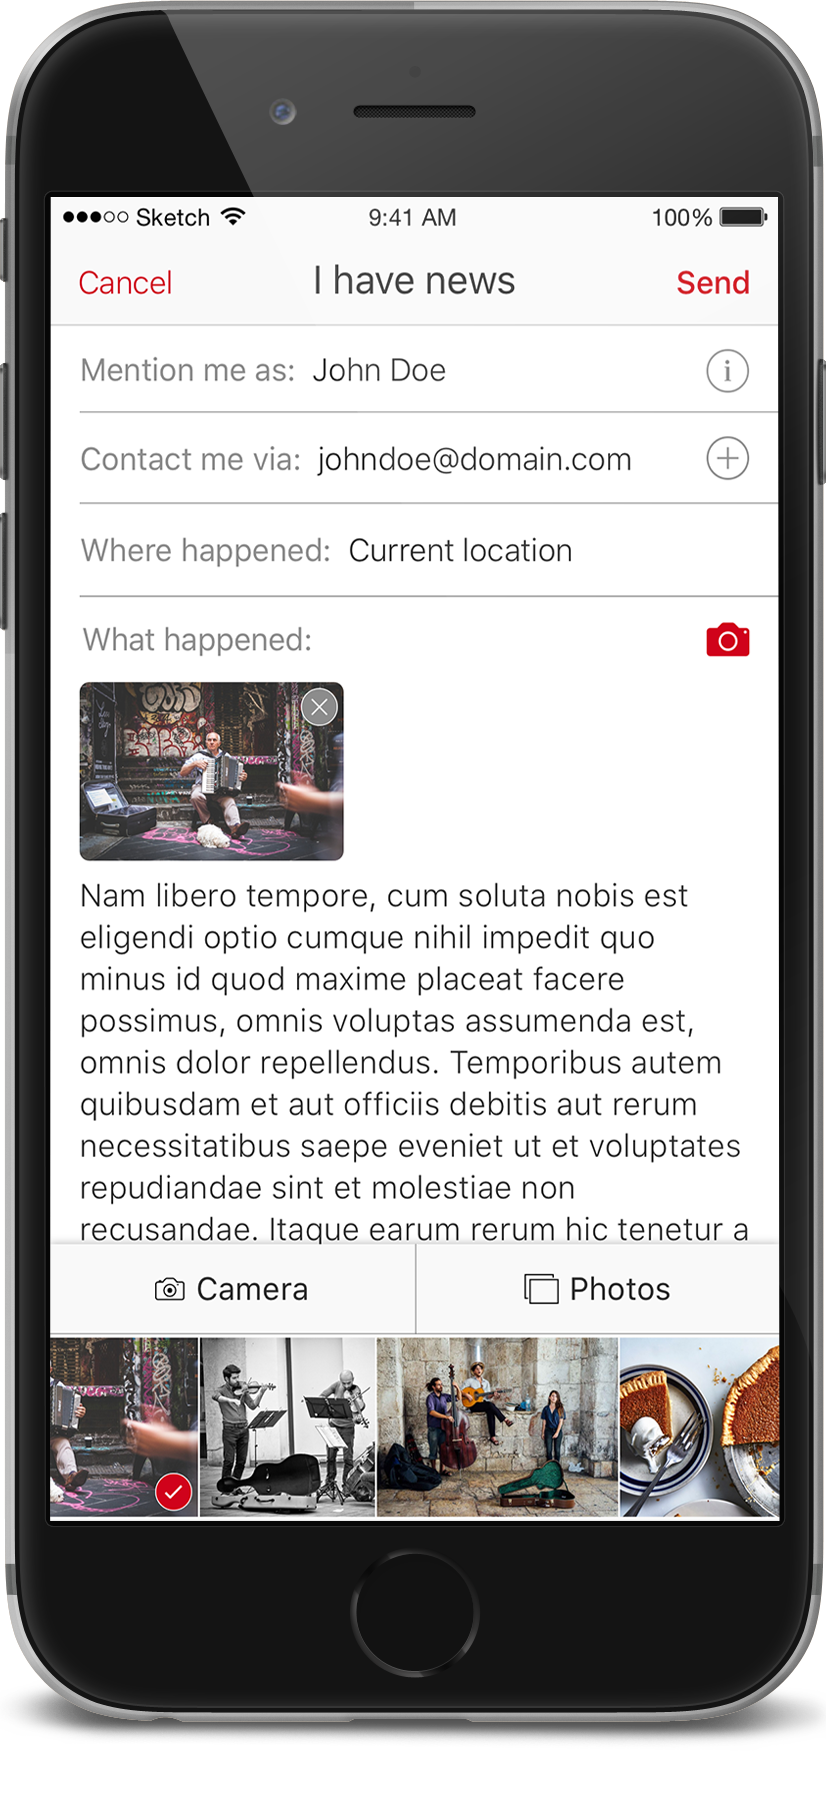 Sketch 9:41 AM 100%
Cancel I have news Send
Mention me as: John Doe
Contact me via: johndoe@domain.com
Where happened: Current location
What happened:
Nam libero tempore, cum soluta nobis est
eligendi optio cumque nihil impedit quo
minus id quod maxime placeat facere
possimus, omnis voluptas assumenda est,
omnis dolor repellendus. Temporibus autem
quibusdam et aut officiis debitis aut rerum
necessitatibus saepe eveniet ut et voluptates
repudiandae sint et molestiae non
recusandae. Itaque earum rerum hic tenetur a
Camera Photos